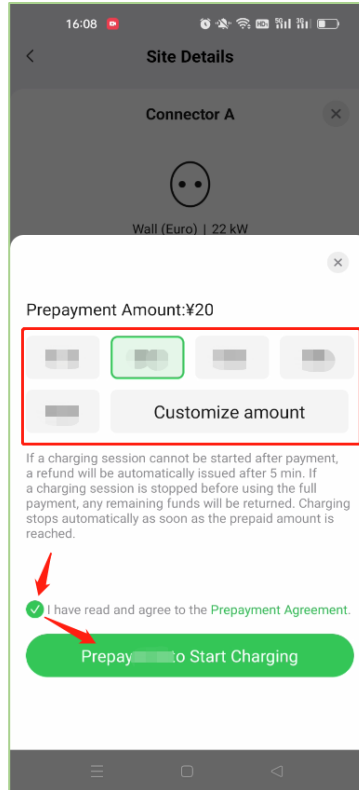 16:08
Site Details
Connector A
Wall (Euro) | 22 kW
Prepayment Amount:¥20
Customize amount
If a charging session cannot be started after payment,
a refund will be automatically issued after 5 min. If
a charging session is stopped before using the full
payment, any remaining funds will be returned. Charging
stops automatically as soon as the prepaid amount is
reached.
I have read and agree to the Prepayment Agreement.
Prepay to Start Charging